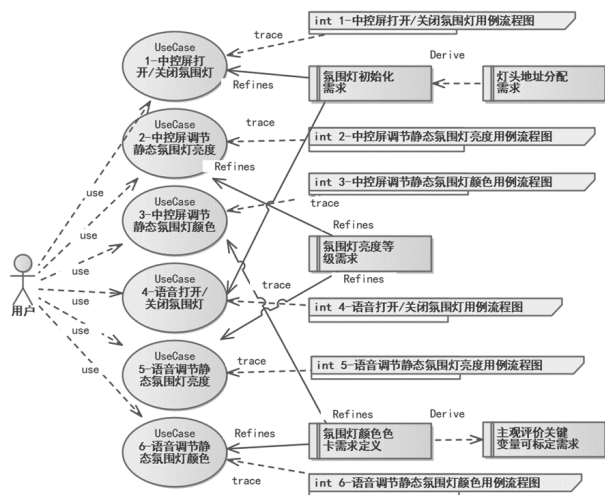 int 1-中控屏打开/关闭氛围灯用例流程图
UseCase
1-中控屏打
开/关闭氛围灯
trace
Refines
氛围灯初始化
需求
Derive
灯头地址分配
需求
UseCase
2-中控屏调节
静态氛围灯亮度
trace
int 2-中控屏调节静态氛围灯亮度用例流程图
Refines
int 3-中控屏调节静态氛围灯颜色用例流程图
trace
UseCase
3-中控屏调节
静态氛围灯颜色
Refines
氛围灯亮度等
级需求
Refines
use
use
use
use
use
use
用户
UseCase
4-语音打开/
关闭氛围灯
trace
int 4-语音打开/关闭氛围灯用例流程图
UseCase
5-语音调节静
态氛围灯亮度
trace
int 5-语音调节静态氛围灯亮度用例流程图
Refines
Derive
UseCase
6-语音调节静
态氛围灯颜色
Refines
氛围灯颜色色
卡需求定义
主观评价关键
变量可标定需求
trace
int 6-语音调节静态氛围灯颜色用例流程图